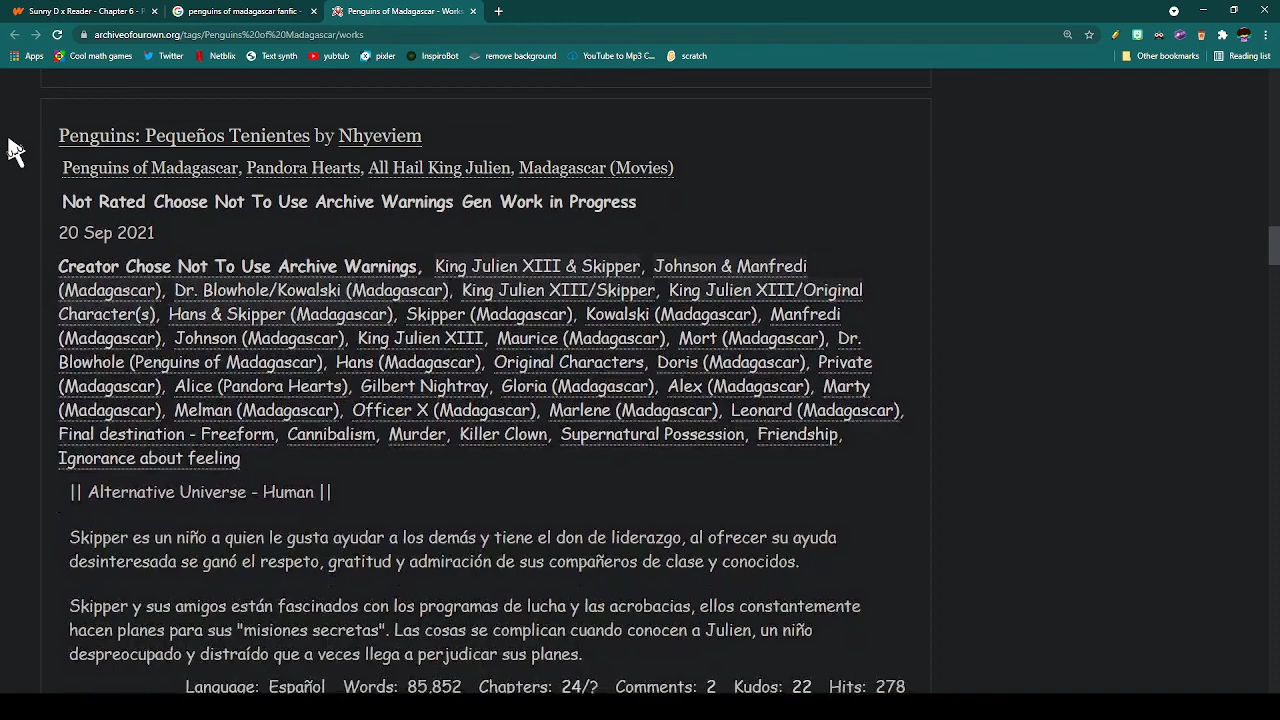 Sunny D x Reader - Chapter 6 - penguins of madagascar fanfic - Penguins of Madagascar - Works
archiveofourown.org/tags/Penguins%20of%20Madagascar/works
Apps Cool math games Twitter Netblix Text synth yubtub pixler InspiroBot remove background YouTube to Mp3 C... scratch Other bookmarks Reading list
Penguins: Pequeños Tenientes by Nhyeviem
Penguins of Madagascar, Pandora Hearts, All Hail King Julien, Madagascar (Movies)
Not Rated Choose Not To Use Archive Warnings Gen Work in Progress
20 Sep 2021
Creator Chose Not To Use Archive Warnings, King Julien XIII & Skipper, Johnson & Manfredi
(Madagascar), Dr. Blowhole/Kowalski (Madagascar), King Julien XIII/Skipper, King Julien XIII/Original
Character(s), Hans & Skipper (Madagascar), Skipper (Madagascar), Kowalski (Madagascar), Manfredi
(Madagascar), Johnson (Madagascar), King Julien XIII, Maurice (Madagascar), Mort (Madagascar), Dr.
Blowhole (Penguins of Madagascar), Hans (Madagascar), Original Characters, Doris (Madagascar), Private
(Madagascar), Alice (Pandora Hearts), Gilbert Nightray, Gloria (Madagascar), Alex (Madagascar), Marty
(Madagascar), Melman (Madagascar), Officer X (Madagascar), Marlene (Madagascar), Leonard (Madagascar),
Final destination - Freeform, Cannibalism, Murder, Killer Clown, Supernatural Possession, Friendship,
Ignorance about feeling
|| Alternative Universe - Human ||
Skipper es un niño a quien le gusta ayudar a los demás y tiene el don de liderazgo, al ofrecer su ayuda
desinteresada se ganó el respeto, gratitud y admiración de sus compañeros de clase y conocidos.
Skipper y sus amigos están fascinados con los programas de lucha y las acrobacias, ellos constantemente
hacen planes para sus "misiones secretas". Las cosas se complican cuando conocen a Julien, un niño
despreocupado y distraído que a veces llega a perjudicar sus planes.
Language: Español Words: 85,852 Chapters: 24/? Comments: 2 Kudos: 22 Hits: 278